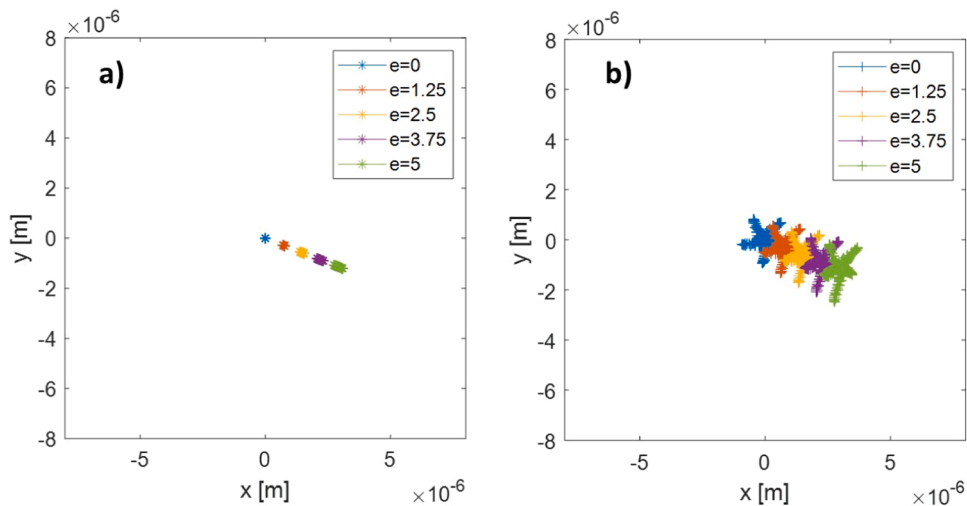 ×10⁻⁶
8
6
4
2
0
-2
-4
-6
-8
y [m]
a)
e=0
e=1.25
e=2.5
e=3.75
e=5
-5
0
5
x [m]
×10⁻⁶
×10⁻⁶
8
6
4
2
0
-2
-4
-6
-8
y [m]
b)
e=0
e=1.25
e=2.5
e=3.75
e=5
-5
0
5
x [m]
×10⁻⁶